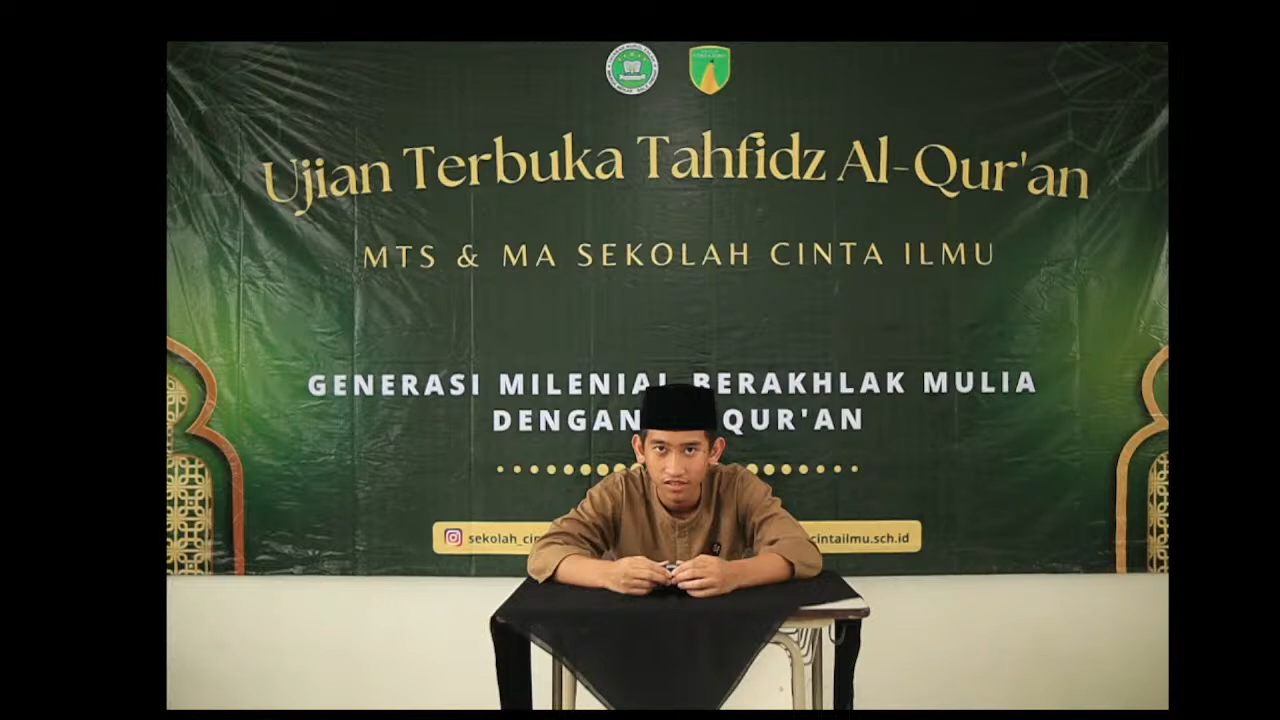 Ujian Terbuka Tahfidz Al-Qur'an
MTS & MA SEKOLAH CINTA ILMU
GENERASI MILENIAL BERAKHLAK MULIA
DENGAN QUR'AN
sekolah_cin
cintailmu.sch.id